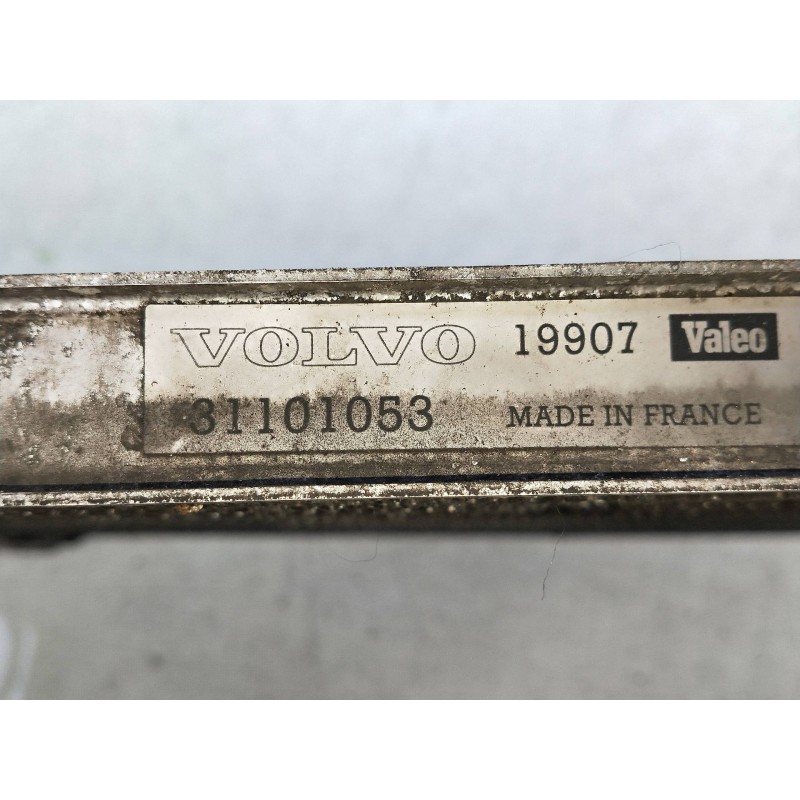 VOLVO 19907 Valeo
31101053 MADE IN FRANCE